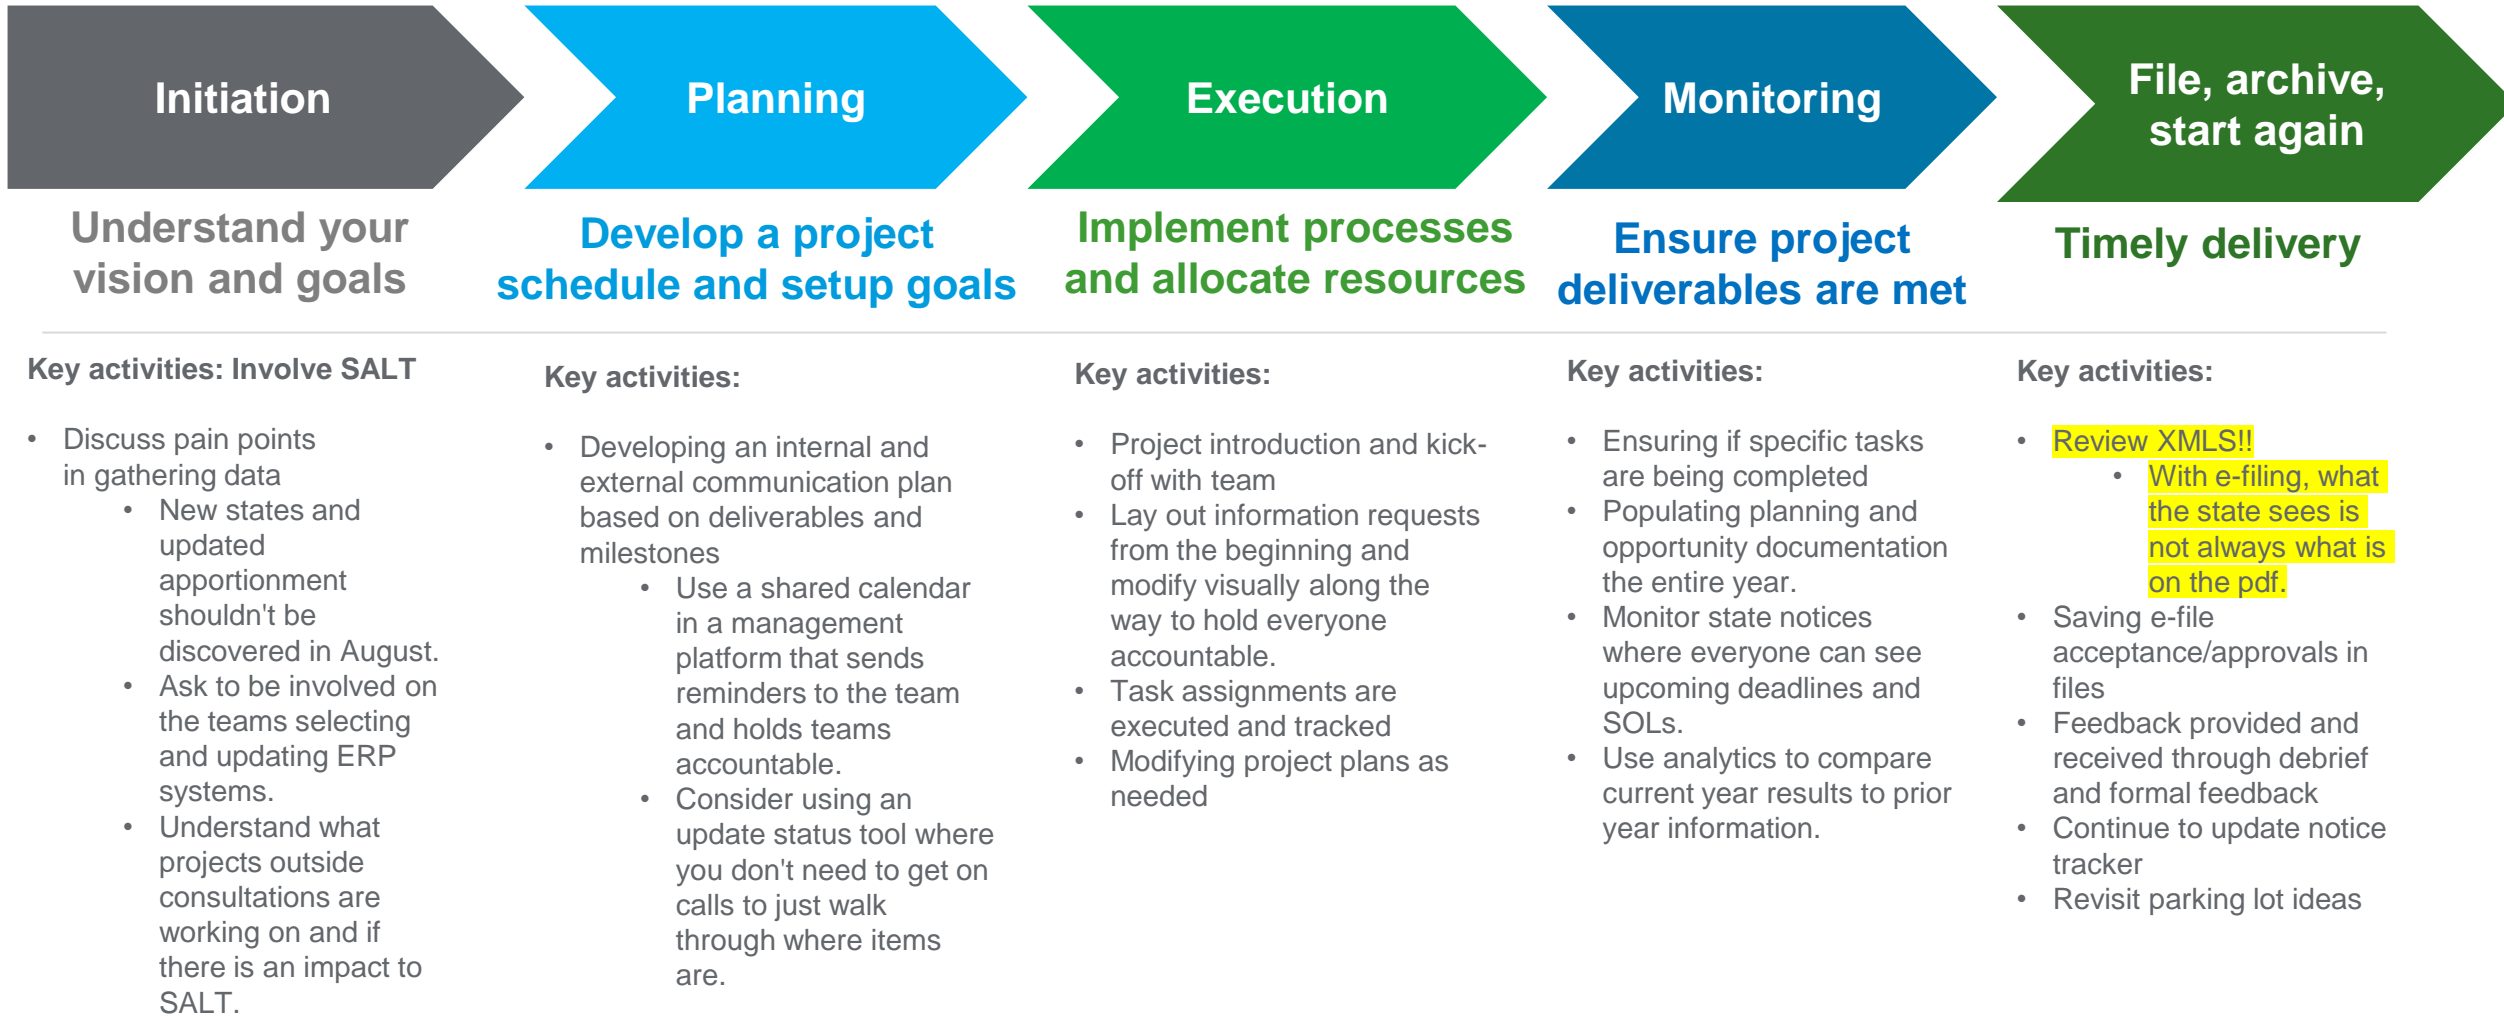 Initiation
Planning
Execution
Monitoring
File, archive,
start again
Understand your
vision and goals
Develop a project
schedule and setup goals
Implement processes
and allocate resources
Ensure project
deliverables are met
Timely delivery
Key activities: Involve SALT
• Discuss pain points
in gathering data
• New states and
updated
apportionment
shouldn't be
discovered in August.
• Ask to be involved on
the teams selecting
and updating ERP
systems.
• Understand what
projects outside
consultations are
working on and if
there is an impact to
SALT.
Key activities:
• Developing an internal and
external communication plan
based on deliverables and
milestones
• Use a shared calendar
in a management
platform that sends
reminders to the team
and holds teams
accountable.
• Consider using an
update status tool where
you don't need to get on
calls to just walk
through where items
are.
Key activities:
• Project introduction and kick-
off with team
• Lay out information requests
from the beginning and
modify visually along the
way to hold everyone
accountable.
• Task assignments are
executed and tracked
• Modifying project plans as
needed
Key activities:
• Ensuring if specific tasks
are being completed
• Populating planning and
opportunity documentation
the entire year.
• Monitor state notices
where everyone can see
upcoming deadlines and
SOLs.
• Use analytics to compare
current year results to prior
year information.
Key activities:
• Review XMLS!!
• With e-filing, what
the state sees is
not always what is
on the pdf.
• Saving e-file
acceptance/approvals in
files
• Feedback provided and
received through debrief
and formal feedback
• Continue to update notice
tracker
• Revisit parking lot ideas